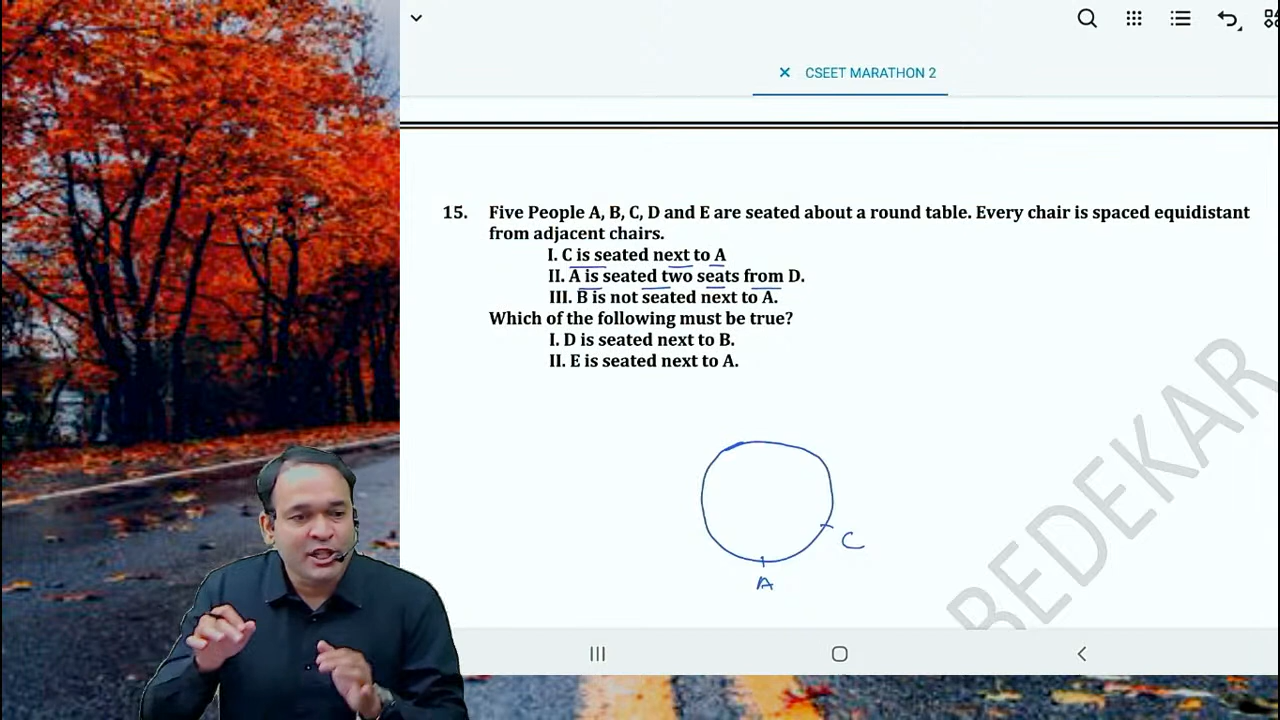 CSEET MARATHON 2
15. Five People A, B, C, D and E are seated about a round table. Every chair is spaced equidistant
from adjacent chairs.
I. C is seated next to A
II. A is seated two seats from D.
III. B is not seated next to A.
Which of the following must be true?
I. D is seated next to B.
II. E is seated next to A.
C
A
BEDEKAR